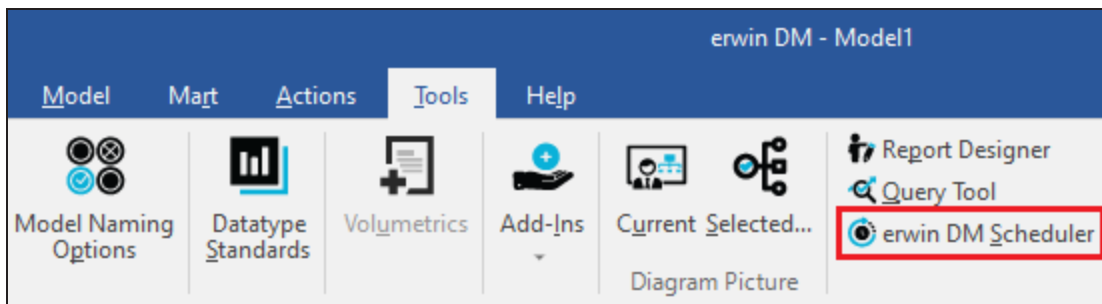 erwin DM - Model1
Model Mart Actions Tools Help
Model Naming Options
Datatype Standards
Volumetrics
Add-Ins
Current
Selected...
Diagram Picture
Report Designer
Query Tool
erwin DM Scheduler